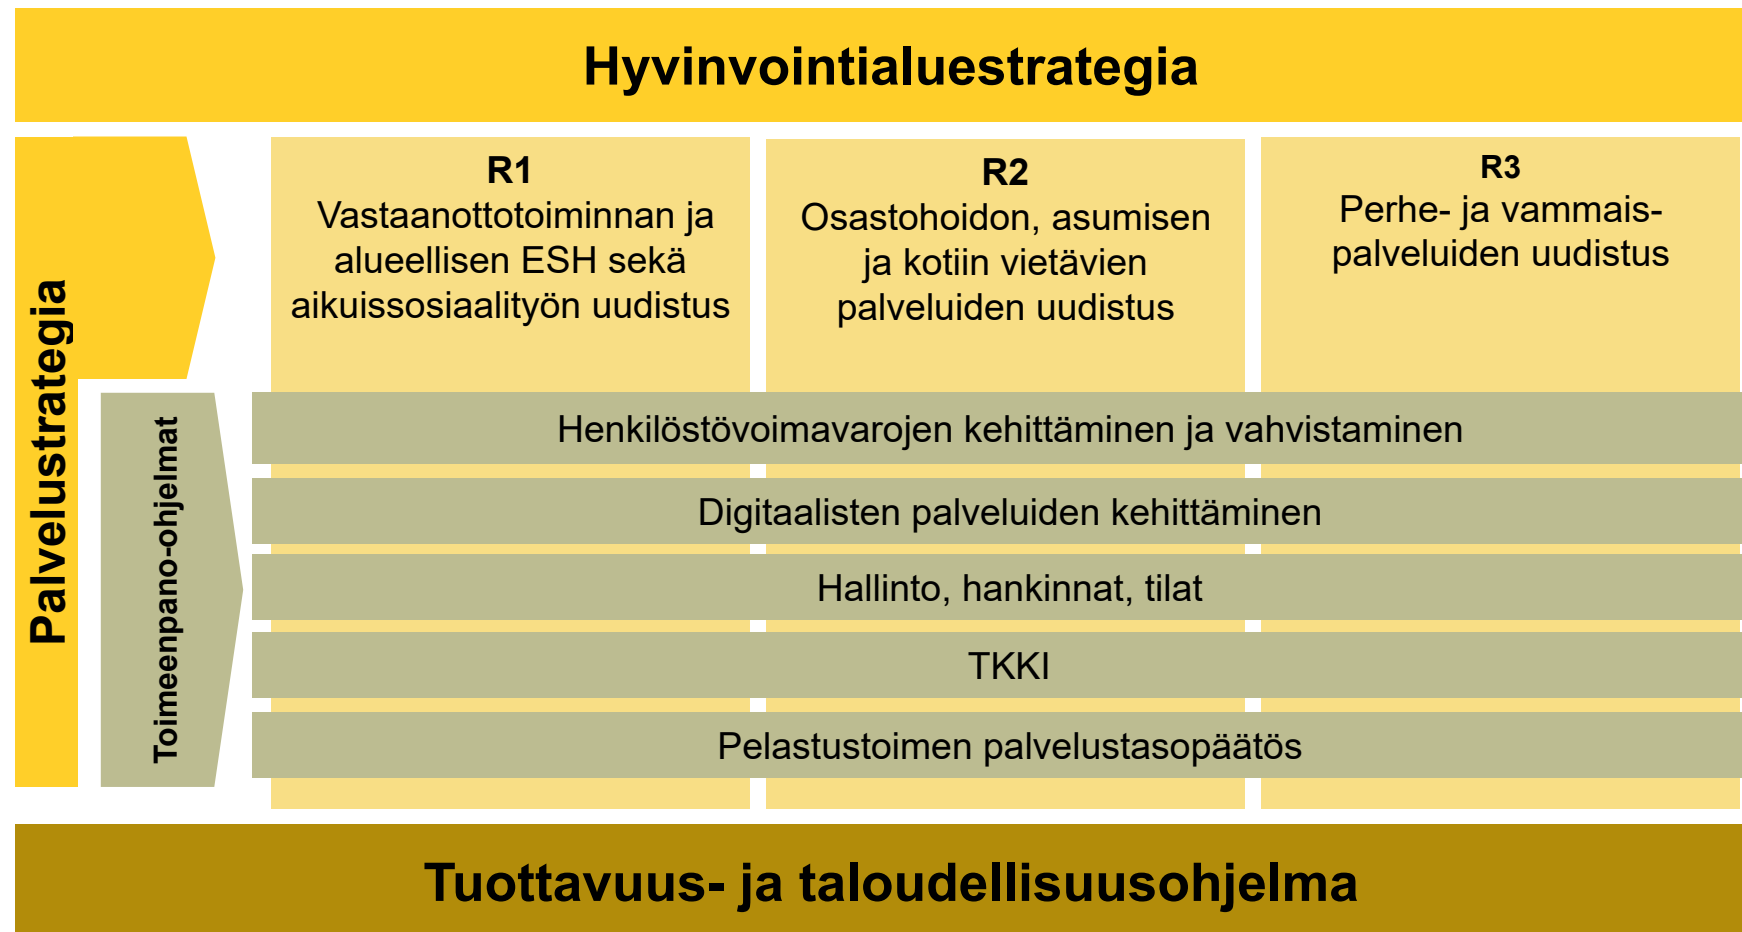 Hyvinvointialuestrategia
Palvelustrategia
R1
Vastaanottotoiminnan ja
alueellisen ESH sekä
aikuissosiaalityön uudistus
R2
Osastohoidon, asumisen
ja kotiin vietävien
palveluiden uudistus
R3
Perhe- ja vammais-
palveluiden uudistus
Toimeenpano-ohjelmat
Henkilöstövoimavarojen kehittäminen ja vahvistaminen
Digitaalisten palveluiden kehittäminen
Hallinto, hankinnat, tilat
TKKI
Pelastustoimen palvelustasopäätös
Tuottavuus- ja taloudellisuusohjelma